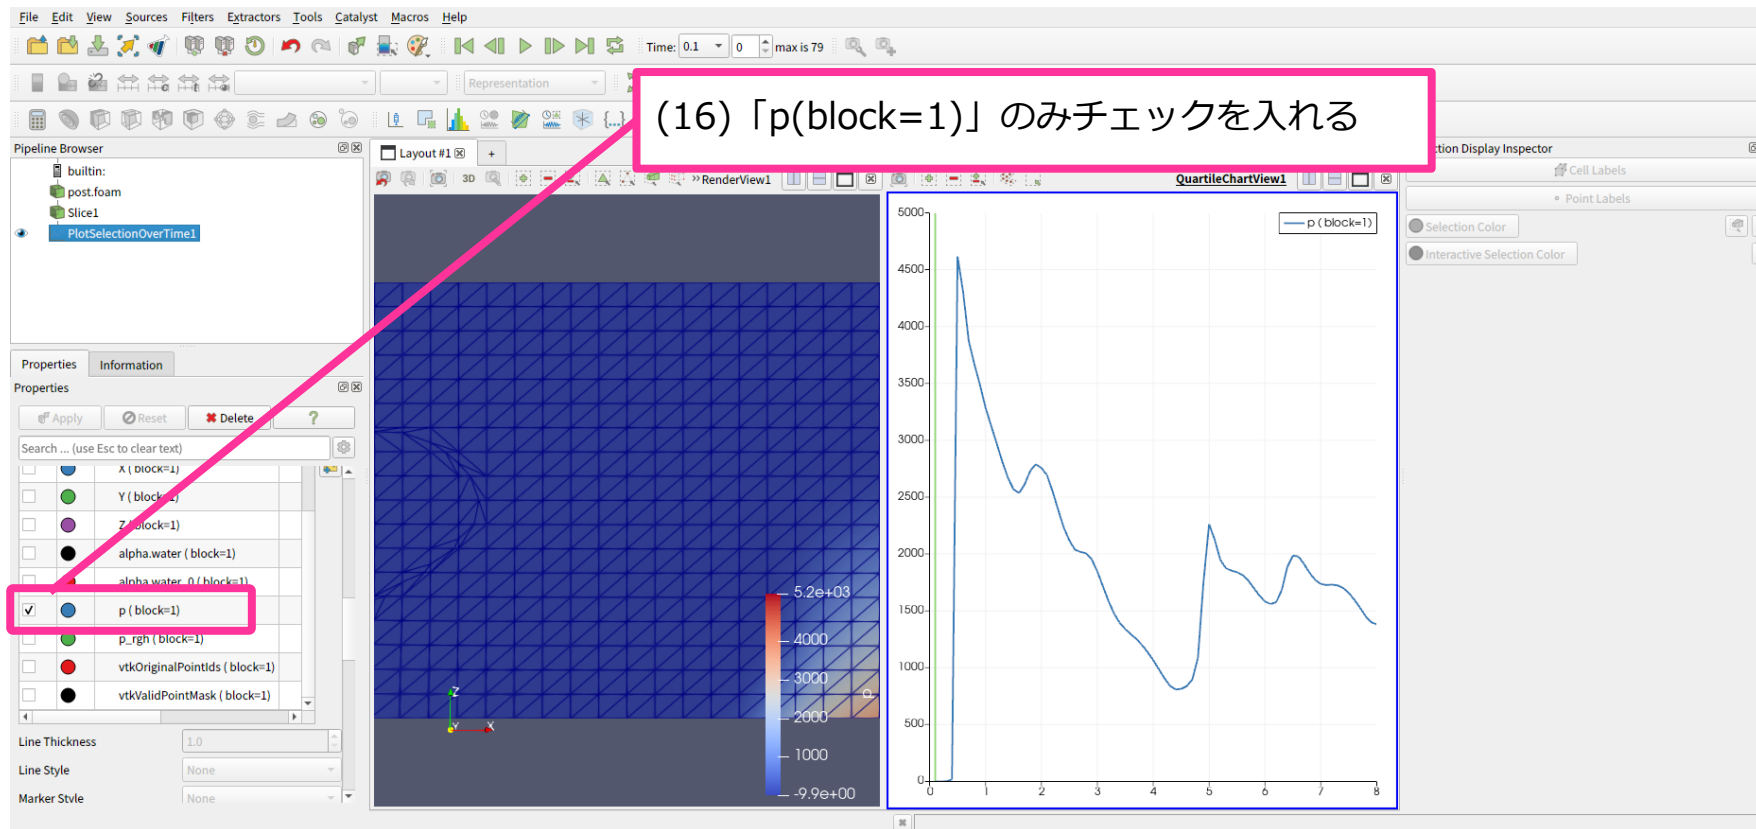 File Edit View Sources Filters Extractors Tools Catalyst Macros Help
Time: 0.1 0 max is 79
Representation
(16)「p(block=1)」のみチェックを入れる
Pipeline Browser
builtin:
post.foam
Slice1
PlotSelectionOverTime1
Properties Information
Properties
Apply Reset Delete ?
Search ... (use Esc to clear text)
X ( block=1)
Y ( block=1)
Z ( block=1)
alpha.water ( block=1)
alpha.water_0 ( block=1)
p ( block=1)
p_rgh ( block=1)
vtkOriginalPointIds ( block=1)
vtkValidPointMask ( block=1)
Line Thickness 1.0
Line Style None
Marker Style None
Layout #1 +
3D RenderView1
5.2e+03
4000
3000
2000
1000
-9.9e+00
p
Z
Y X
QuartileChartView1
p ( block=1)
5000
4500
4000
3500
3000
2500
2000
1500
1000
500
0
0 1 2 3 4 5 6 7 8
ction Display Inspector
Cell Labels
Point Labels
Selection Color
Interactive Selection Color